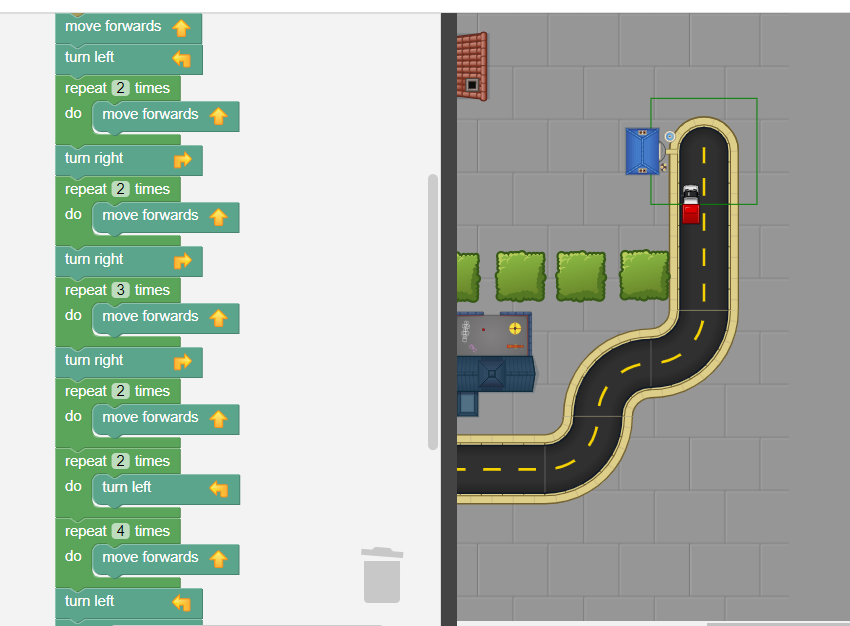 move forwards
turn left
repeat 2 times
do move forwards
turn right
repeat 2 times
do move forwards
turn right
repeat 3 times
do move forwards
turn right
repeat 2 times
do move forwards
repeat 2 times
do turn left
repeat 4 times
do move forwards
turn left